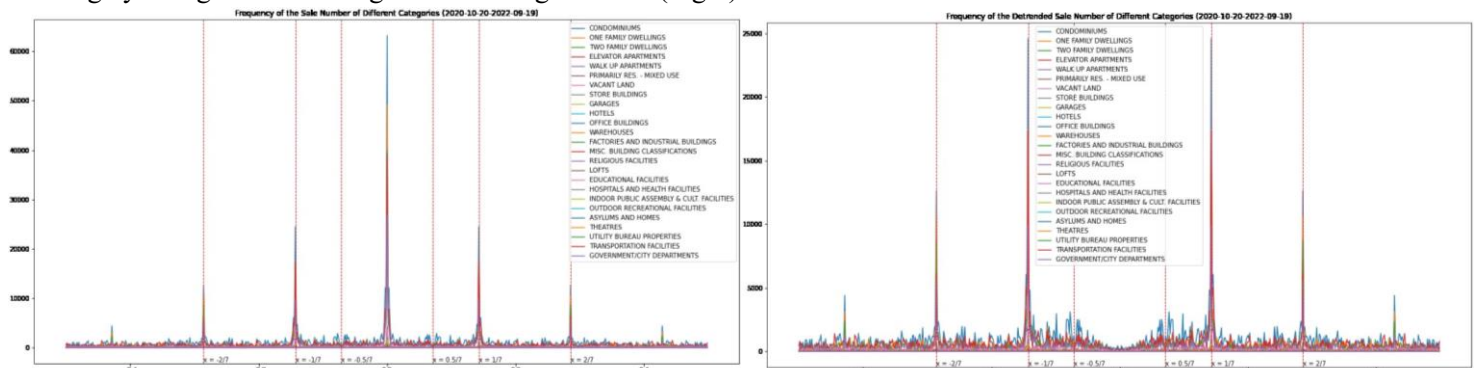 Frequency of the Sale Number of Different Categories (2020-10-20-2022-09-19)
60000
50000
40000
30000
20000
10000
0
CONDOMINIUMS
ONE FAMILY DWELLINGS
TWO FAMILY DWELLINGS
ELEVATOR APARTMENTS
WALK UP APARTMENTS
PRIMARILY RES. - MIXED USE
VACANT LAND
STORE BUILDINGS
GARAGES
HOTELS
OFFICE BUILDINGS
WAREHOUSES
FACTORIES AND INDUSTRIAL BUILDINGS
MISC. BUILDING CLASSIFICATIONS
RELIGIOUS FACILITIES
LOFTS
EDUCATIONAL FACILITIES
HOSPITALS AND HEALTH FACILITIES
INDOOR PUBLIC ASSEMBLY & CULT. FACILITIES
OUTDOOR RECREATIONAL FACILITIES
ASYLUMS AND HOMES
THEATRES
UTILITY BUREAU PROPERTIES
TRANSPORTATION FACILITIES
GOVERNMENT/CITY DEPARTMENTS
x = -2/7
x = -1/7
x = -0.5/7
x = 0.5/7
x = 1/7
x = 2/7
Frequency of the Detrended Sale Number of Different Categories (2020-10-20-2022-09-19)
25000
20000
15000
10000
5000
0
CONDOMINIUMS
ONE FAMILY DWELLINGS
TWO FAMILY DWELLINGS
ELEVATOR APARTMENTS
WALK UP APARTMENTS
PRIMARILY RES. - MIXED USE
VACANT LAND
STORE BUILDINGS
GARAGES
HOTELS
OFFICE BUILDINGS
WAREHOUSES
FACTORIES AND INDUSTRIAL BUILDINGS
MISC. BUILDING CLASSIFICATIONS
RELIGIOUS FACILITIES
LOFTS
EDUCATIONAL FACILITIES
HOSPITALS AND HEALTH FACILITIES
INDOOR PUBLIC ASSEMBLY & CULT. FACILITIES
OUTDOOR RECREATIONAL FACILITIES
ASYLUMS AND HOMES
THEATRES
UTILITY BUREAU PROPERTIES
TRANSPORTATION FACILITIES
GOVERNMENT/CITY DEPARTMENTS
x = -2/7
x = -1/7
x = -0.5/7
x = 0.5/7
x = 1/7
x = 2/7